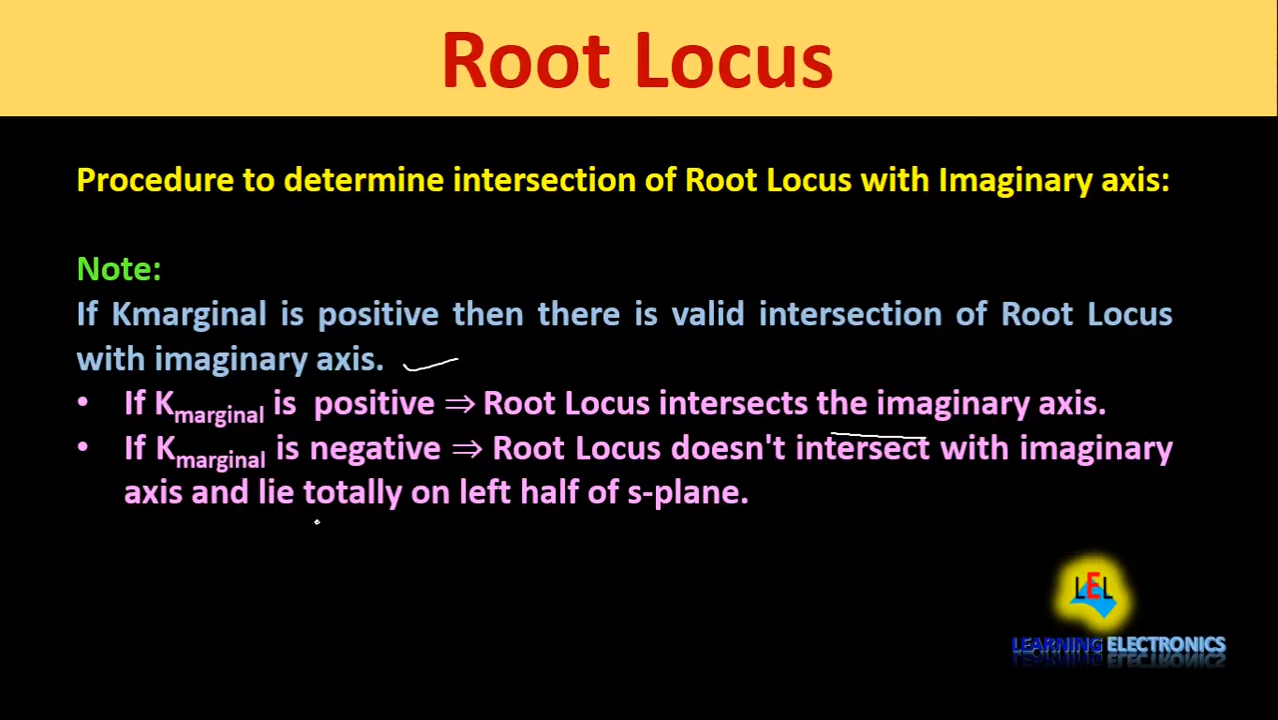 Root Locus
Procedure to determine intersection of Root Locus with Imaginary axis:
Note:
If Kmarginal is positive then there is valid intersection of Root Locus
with imaginary axis.
• If Kmarginal is positive ⇒ Root Locus intersects the imaginary axis.
• If Kmarginal is negative ⇒ Root Locus doesn't intersect with imaginary
axis and lie totally on left half of s-plane.
LEL
LEARNING ELECTRONICS